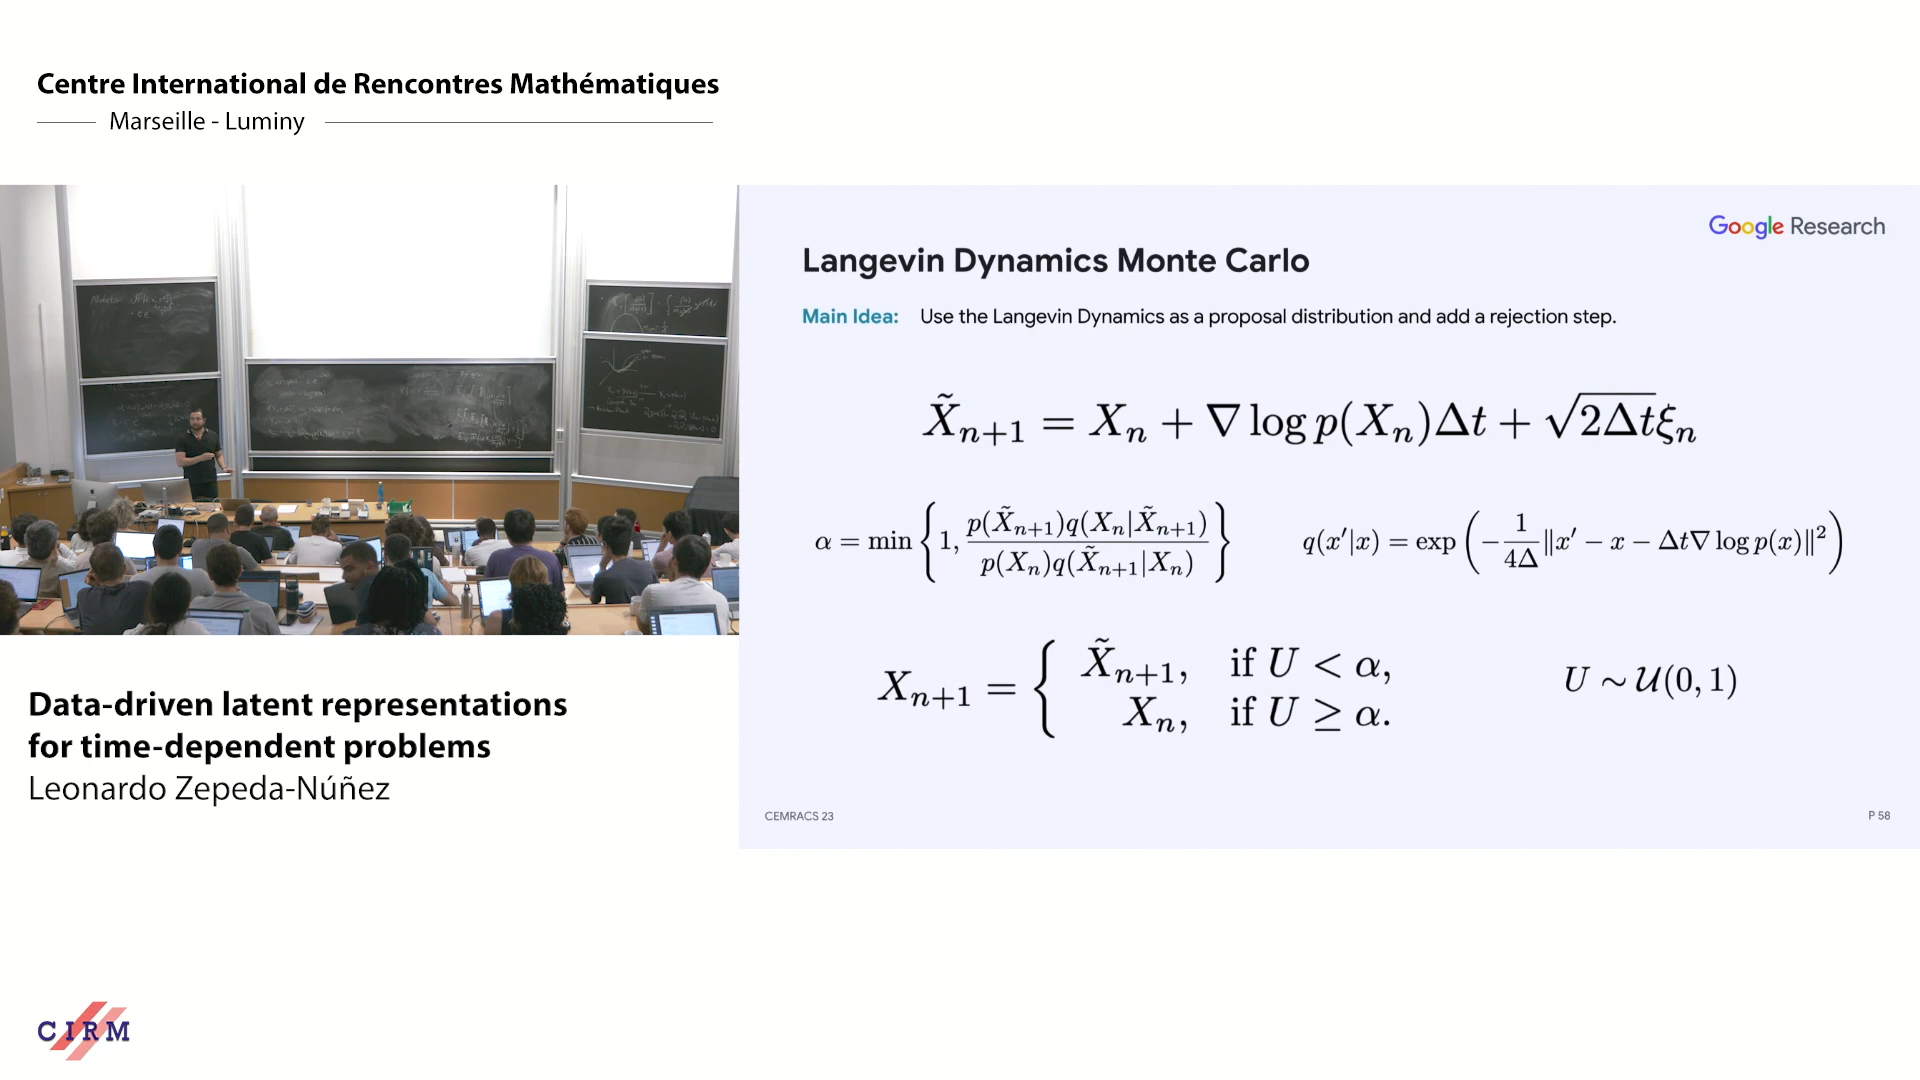 Centre International de Rencontres Mathématiques
Marseille - Luminy
Google Research
Langevin Dynamics Monte Carlo
Main Idea: Use the Langevin Dynamics as a proposal distribution and add a rejection step.
X̃ₙ₊₁ = Xₙ + ∇ log p(Xₙ)Δt + √(2Δt)ξₙ
α = min {1, p(X̃ₙ₊₁)q(Xₙ|X̃ₙ₊₁) / p(Xₙ)q(X̃ₙ₊₁|Xₙ)} q(x′|x) = exp (−1/4Δ ‖x′ − x − Δt∇ log p(x)‖²)
Xₙ₊₁ = { X̃ₙ₊₁, if U < α,
Xₙ, if U ≥ α.
U ∼ 𝒰(0, 1)
CEMRACS 23
P 58
Data-driven latent representations
for time-dependent problems
Leonardo Zepeda-Núñez
CIRM